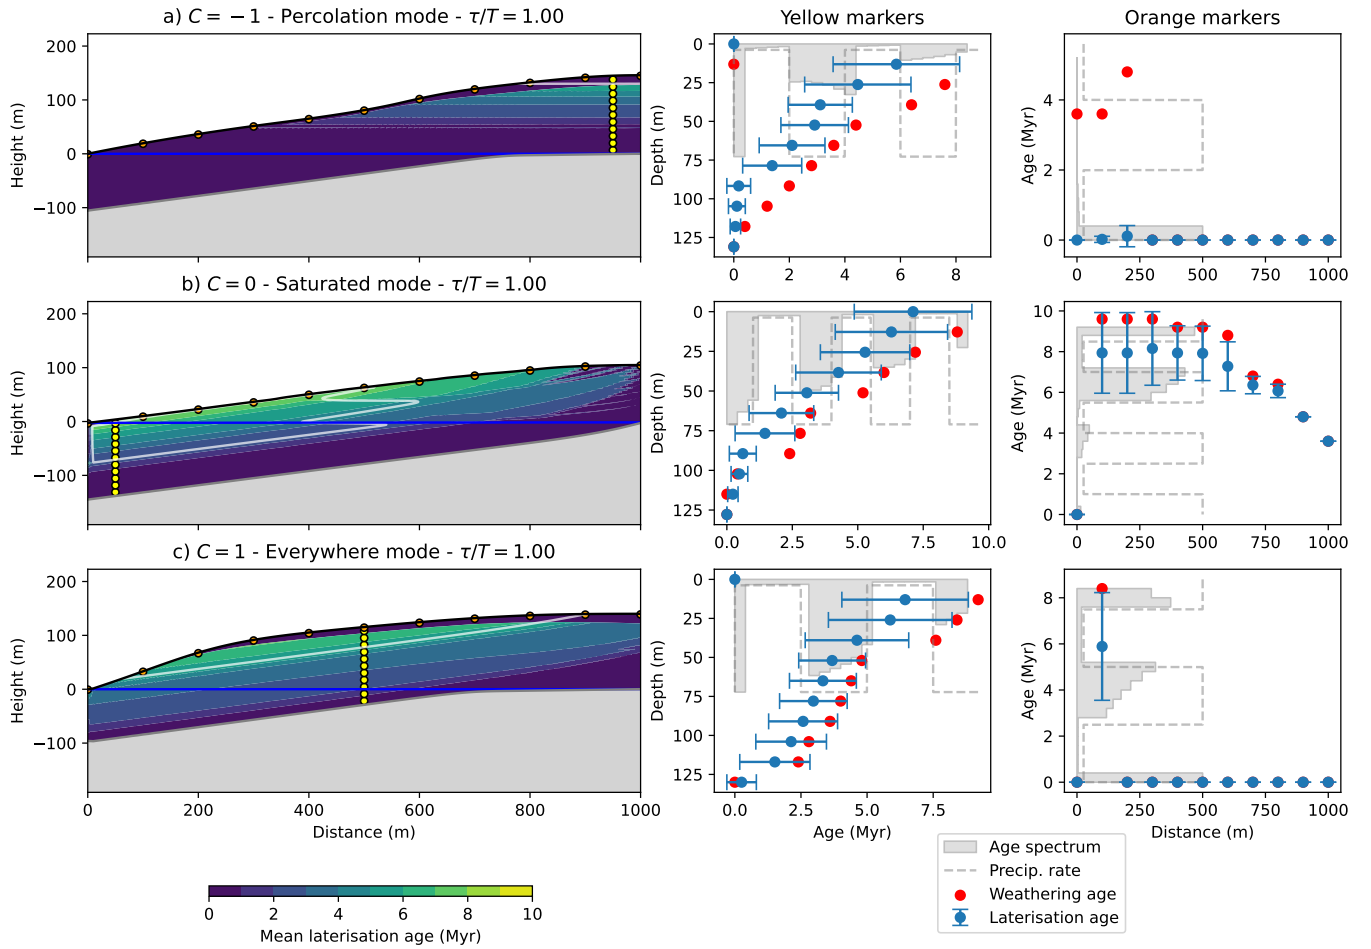 a) C = −1 - Percolation mode - τ/T = 1.00
Yellow markers
Orange markers
Height (m)
200
100
0
−100
Depth (m)
0
25
50
75
100
125
0 2 4 6 8
Age (Myr)
4
2
0
0 250 500 750 1000
b) C = 0 - Saturated mode - τ/T = 1.00
Height (m)
200
100
0
−100
Depth (m)
0
25
50
75
100
125
0.0 2.5 5.0 7.5 10.0
Age (Myr)
10
8
6
4
2
0
0 250 500 750 1000
c) C = 1 - Everywhere mode - τ/T = 1.00
Height (m)
200
100
0
−100
0 200 400 600 800 1000
Distance (m)
Depth (m)
0
25
50
75
100
125
0.0 2.5 5.0 7.5
Age (Myr)
Age (Myr)
8
6
4
2
0
0 250 500 750 1000
Distance (m)
Age spectrum
Precip. rate
Weathering age
Laterisation age
0 2 4 6 8 10
Mean laterisation age (Myr)